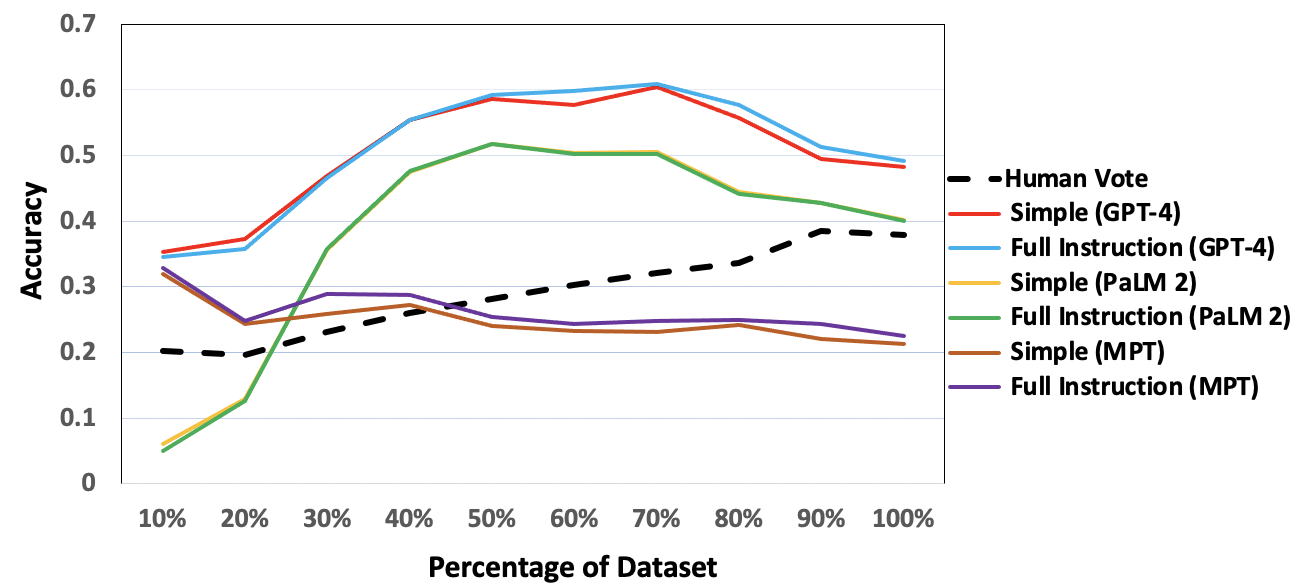 0.7
0.6
0.5
0.4
0.3
0.2
0.1
0
Accuracy
10% 20% 30% 40% 50% 60% 70% 80% 90% 100%
Percentage of Dataset
Human Vote
Simple (GPT-4)
Full Instruction (GPT-4)
Simple (PaLM 2)
Full Instruction (PaLM 2)
Simple (MPT)
Full Instruction (MPT)